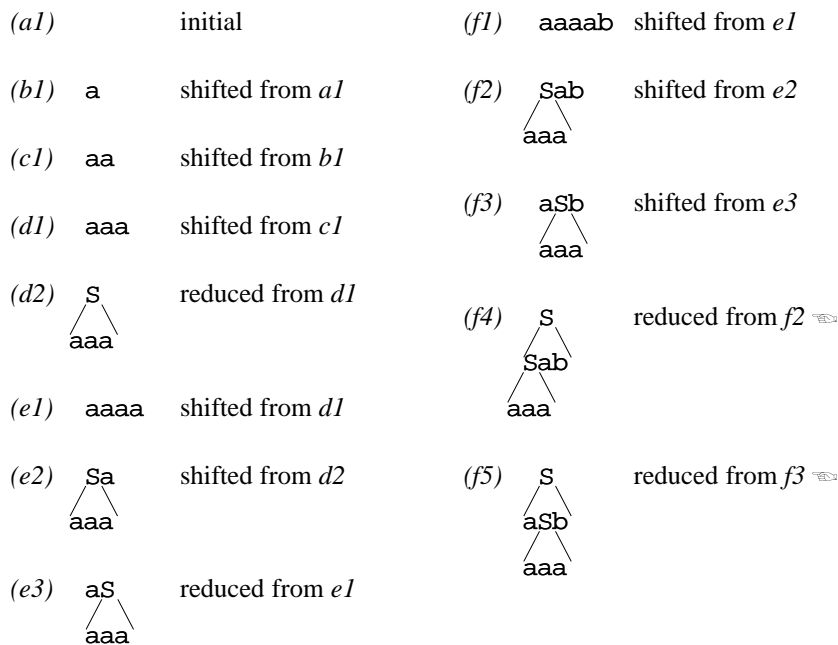 (a1) initial
(b1) a shifted from a1
(c1) aa shifted from b1
(d1) aaa shifted from c1
(d2) S reduced from d1
aaa
(e1) aaaa shifted from d1
(e2) Sa shifted from d2
aaa
(e3) aS reduced from e1
aaa
(f1) aaaab shifted from e1
(f2) Sab shifted from e2
aaa
(f3) aSb shifted from e3
aaa
(f4) S reduced from f2 ☜
Sab
aaa
(f5) S reduced from f3 ☜
aSb
aaa